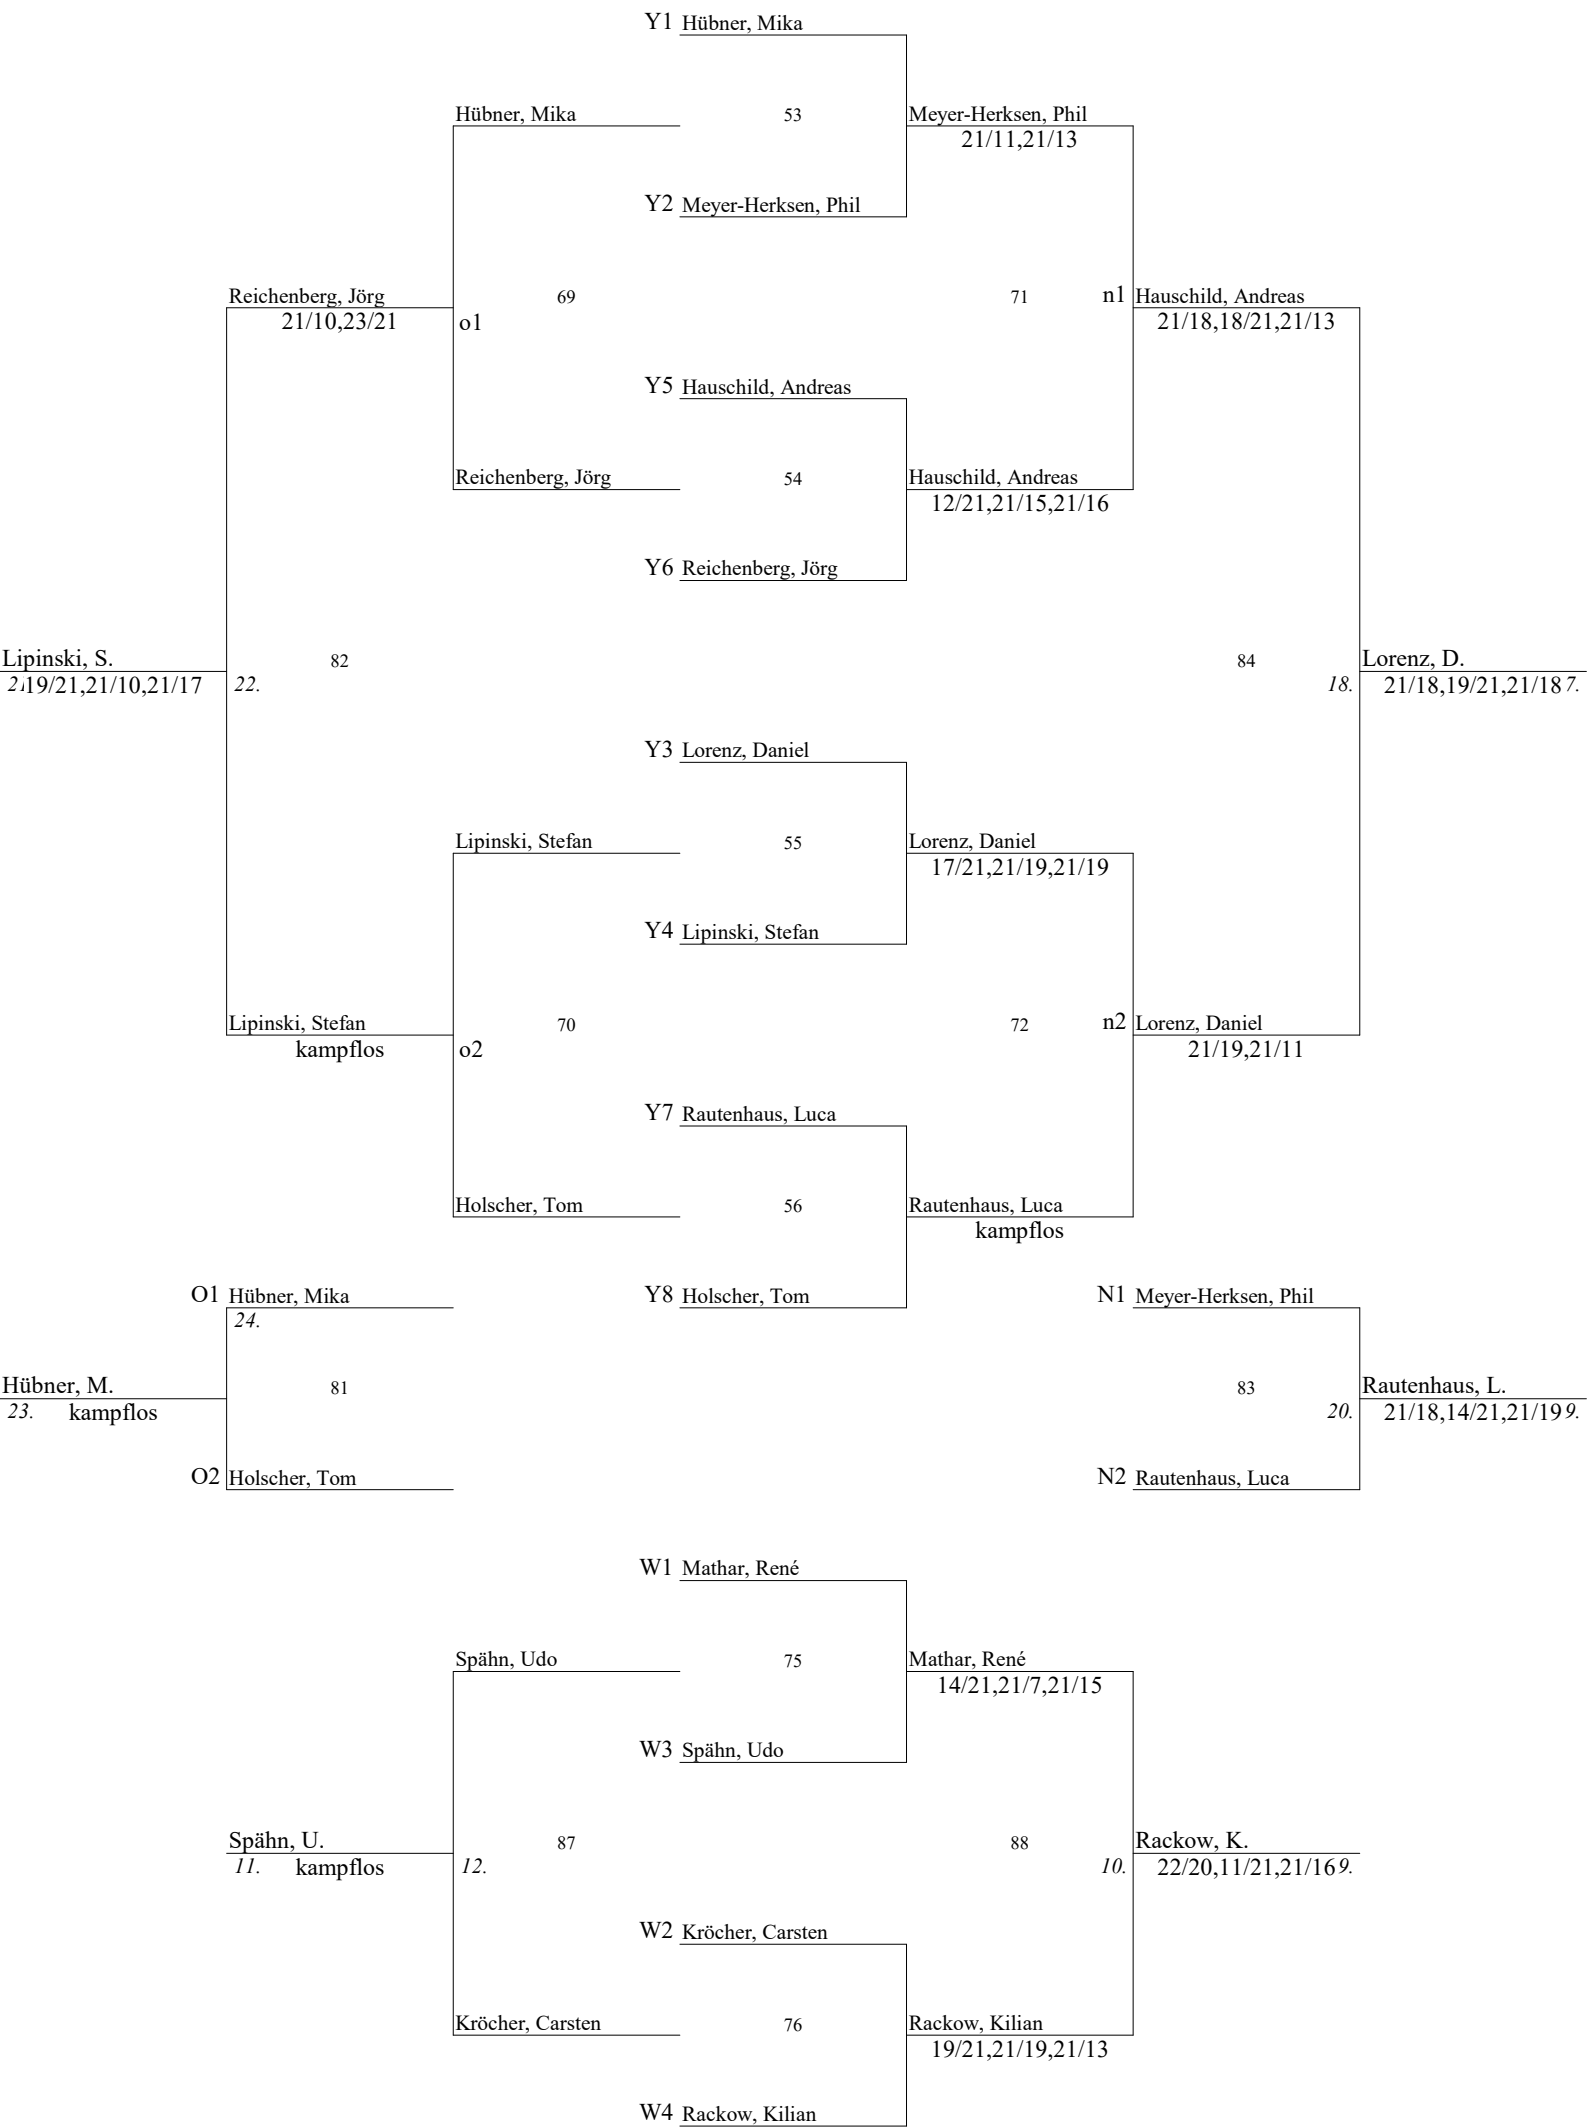 Y1 Hübner, Mika
Hübner, Mika 53 Meyer-Herksen, Phil
21/11,21/13
Y2 Meyer-Herksen, Phil
Reichenberg, Jörg 69 71 n1 Hauschild, Andreas
21/10,23/21 o1 21/18,18/21,21/13
Y5 Hauschild, Andreas
Reichenberg, Jörg 54 Hauschild, Andreas
12/21,21/15,21/16
Y6 Reichenberg, Jörg
Lipinski, S. 82 84 Lorenz, D.
19/21,21/10,21/17 22. 18. 21/18,19/21,21/18 7.
Y3 Lorenz, Daniel
Lipinski, Stefan 55 Lorenz, Daniel
17/21,21/19,21/19
Y4 Lipinski, Stefan
Lipinski, Stefan 70 72 n2 Lorenz, Daniel
kampflos o2 21/19,21/11
Y7 Rautenhaus, Luca
Holscher, Tom 56 Rautenhaus, Luca
kampflos
O1 Hübner, Mika Y8 Holscher, Tom N1 Meyer-Herksen, Phil
24.
Hübner, M. 81 83 Rautenhaus, L.
23. kampflos 20. 21/18,14/21,21/19 9.
O2 Holscher, Tom N2 Rautenhaus, Luca
W1 Mathar, René
Spähn, Udo 75 Mathar, René
14/21,21/7,21/15
W3 Spähn, Udo
Spähn, U. 87 88 Rackow, K.
11. kampflos 12. 10. 22/20,11/21,21/16 9.
W2 Kröcher, Carsten
Kröcher, Carsten 76 Rackow, Kilian
19/21,21/19,21/13
W4 Rackow, Kilian